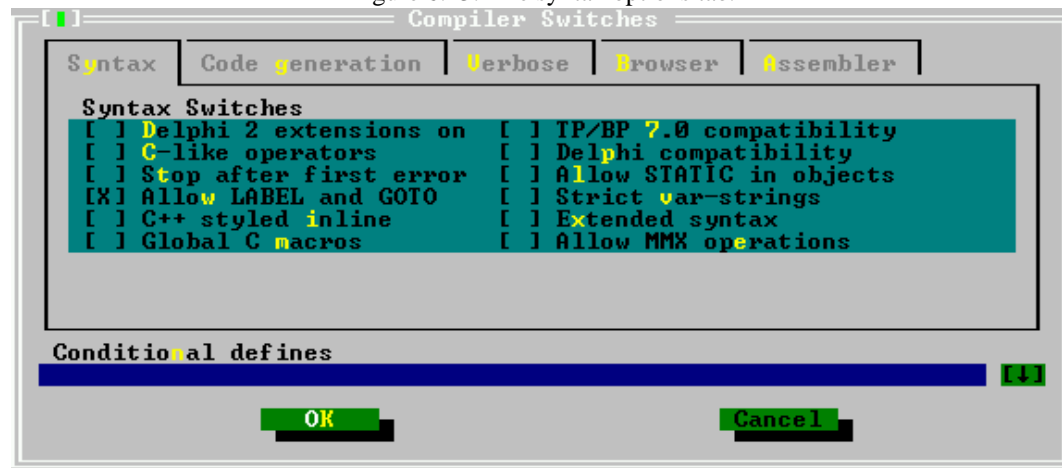 [ ] Compiler Switches
Syntax Code generation Verbose Browser Assembler
Syntax Switches
[ ] Delphi 2 extensions on [ ] TP/BP 7.0 compatibility
[ ] C-like operators [ ] Delphi compatibility
[ ] Stop after first error [ ] Allow STATIC in objects
[X] Allow LABEL and GOTO [ ] Strict var-strings
[ ] C++ styled inline [ ] Extended syntax
[ ] Global C macros [ ] Allow MMX operations
Conditional defines
[↓]
OK Cancel